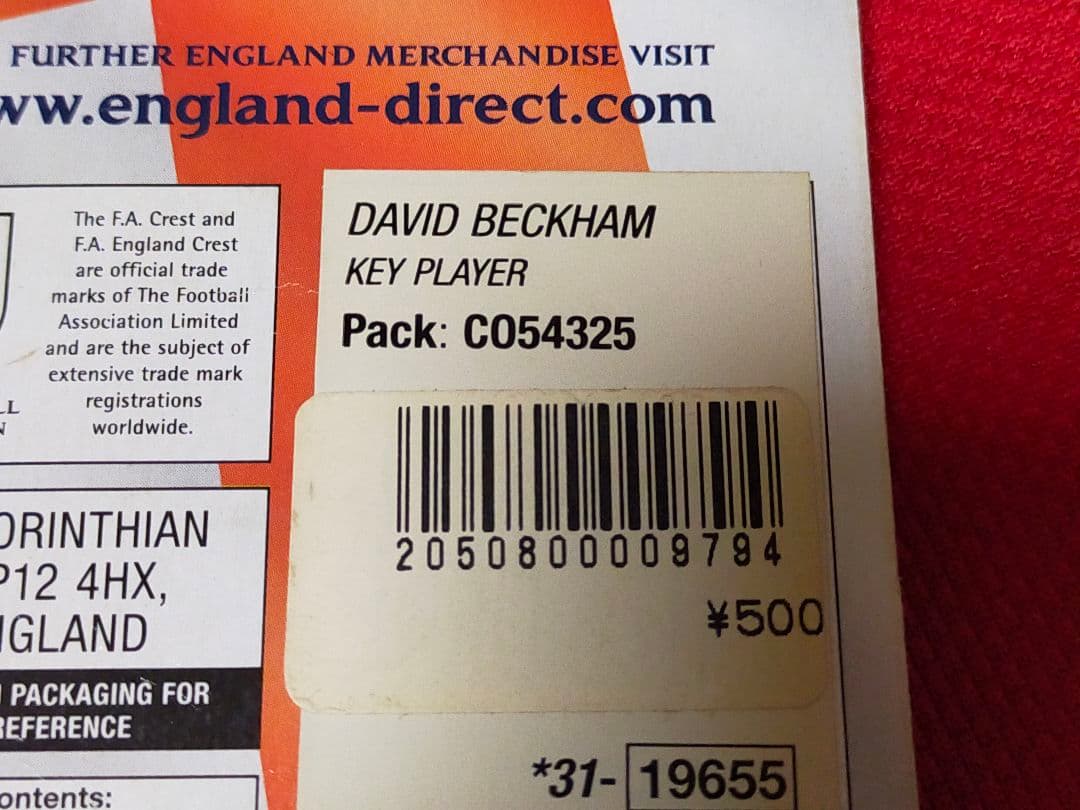 FURTHER ENGLAND MERCHANDISE VISIT
ww.england-direct.com
The F.A. Crest and
F.A. England Crest
are official trade
marks of The Football
Association Limited
and are the subject of
extensive trade mark
registrations
worldwide.
ORINTHIAN
P12 4HX,
NGLAND
PACKAGING FOR
REFERENCE
ontents:
DAVID BECKHAM
KEY PLAYER
Pack: CO54325
2050800009794
¥500
*31- 19655